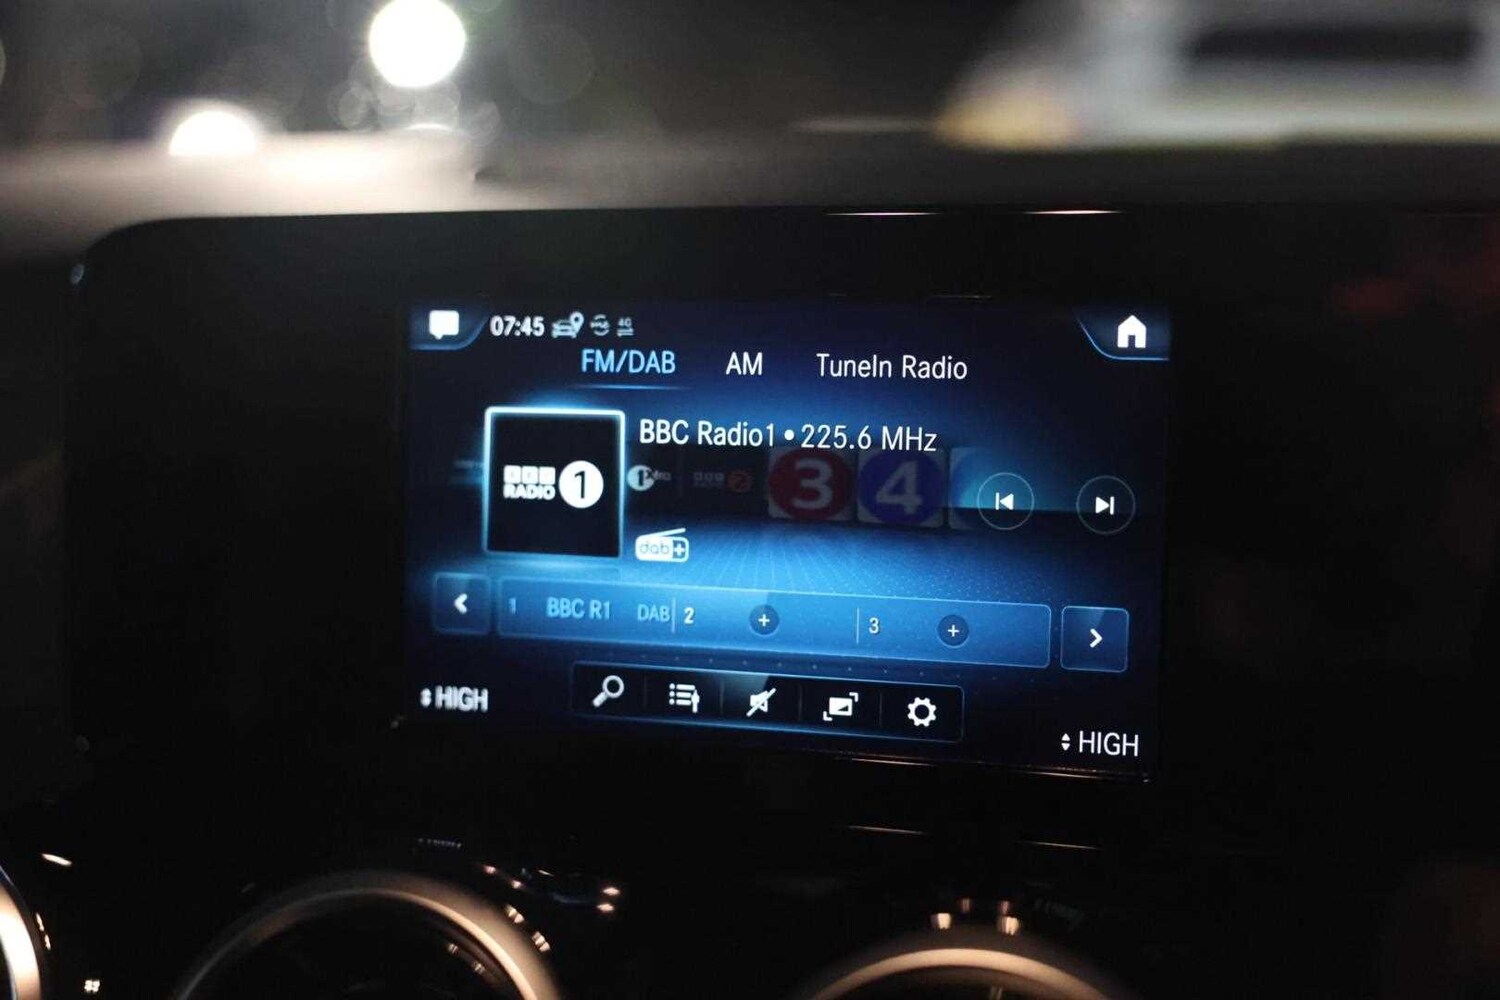 07:45 4G
FM/DAB AM TuneIn Radio
BBC Radio1 • 225.6 MHz
BBC RADIO 1
3 4
dab+
1 BBC R1 DAB 2 + 3 +
HIGH
HIGH